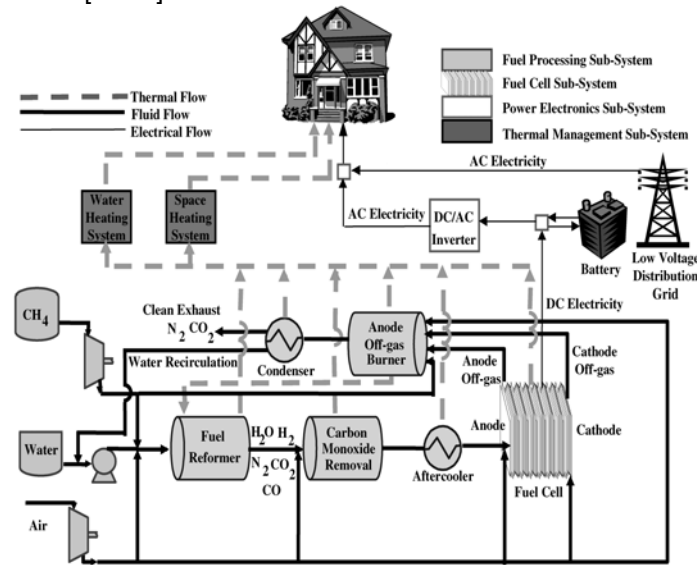 Fuel Processing Sub-System
Fuel Cell Sub-System
Power Electronics Sub-System
Thermal Management Sub-System
Thermal Flow
Fluid Flow
Electrical Flow
AC Electricity
Water
Heating
System
Space
Heating
System
AC Electricity
DC/AC
Inverter
Battery
Low Voltage
Distribution
Grid
DC Electricity
CH4
Clean Exhaust
N2 CO2
Water Recirculation
Condenser
Anode
Off-gas
Burner
Anode
Off-gas
Cathode
Off-gas
Water
Fuel
Reformer
H2O H2
N2 CO2
CO
Carbon
Monoxide
Removal
Aftercooler
Anode
Cathode
Fuel Cell
Air